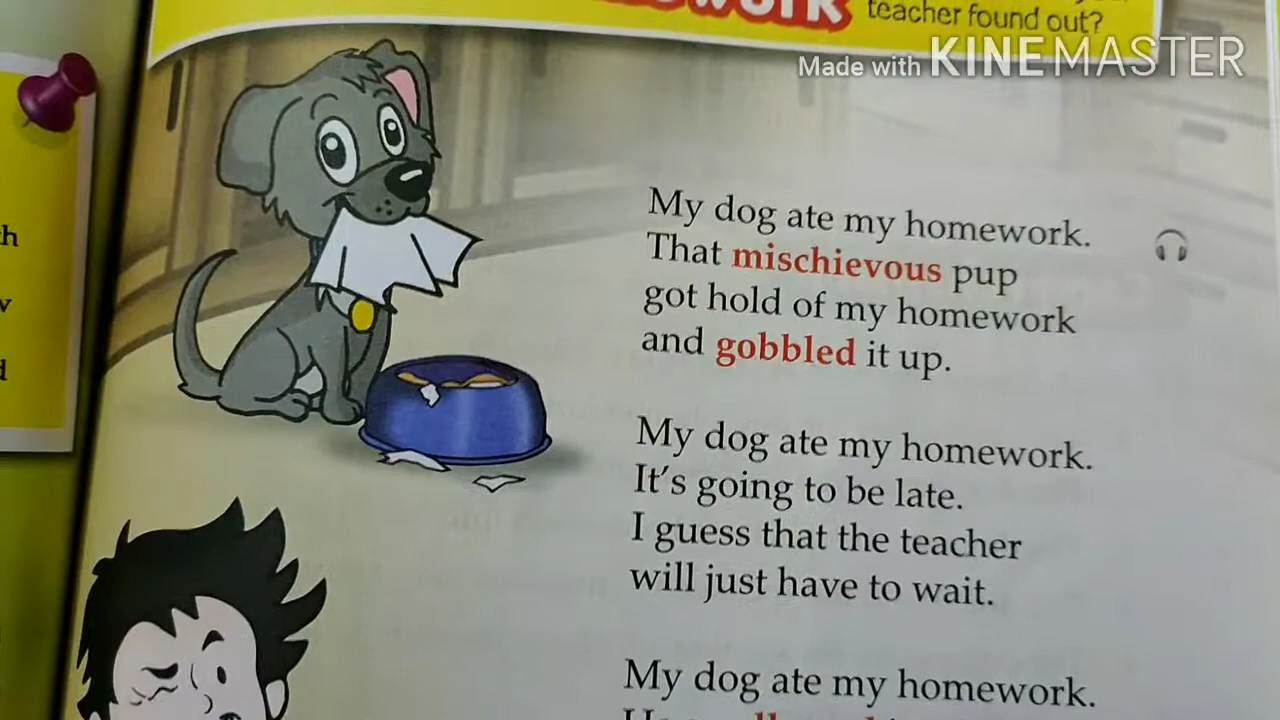 teacher found out?
Made with KINEMASTER
My dog ate my homework.
That mischievous pup
got hold of my homework
and gobbled it up.
My dog ate my homework.
It's going to be late.
I guess that the teacher
will just have to wait.
My dog ate my homework.